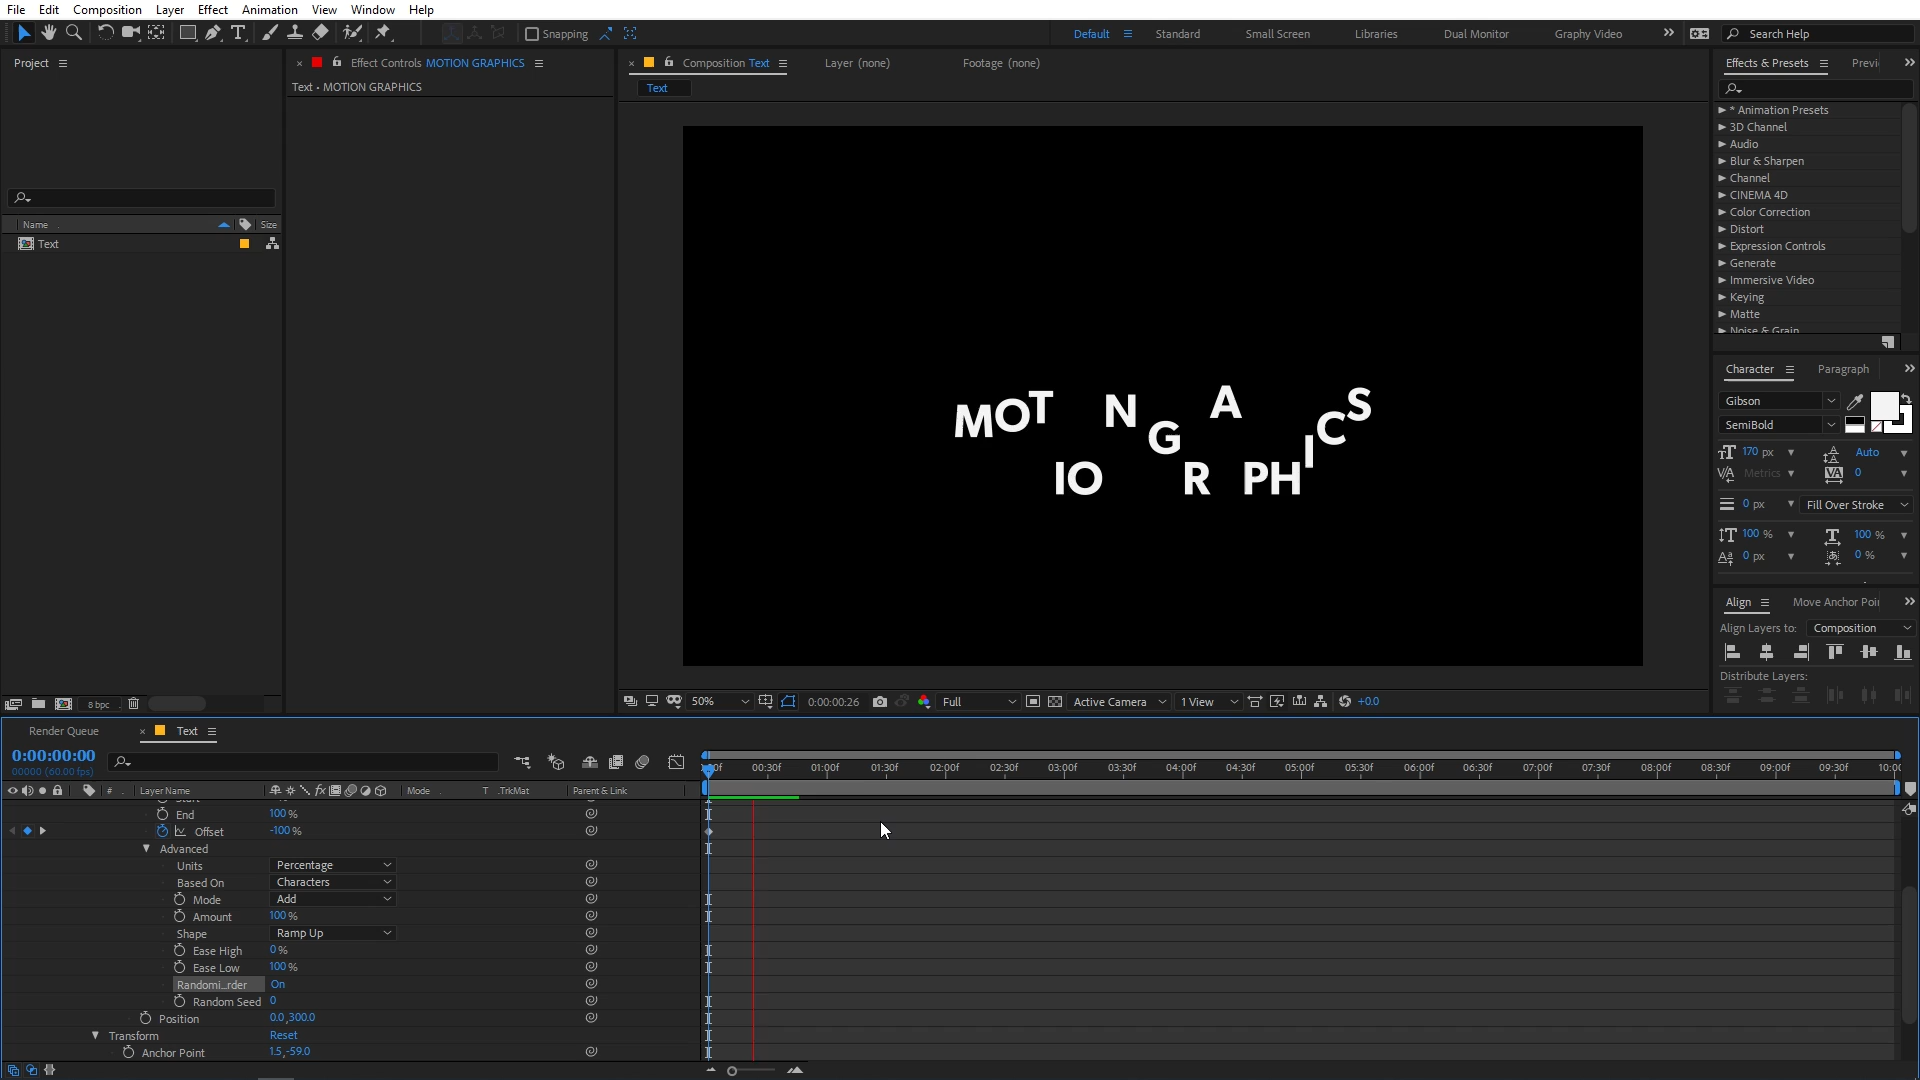 File Edit Composition Layer Effect Animation View Window Help
Snapping Default Standard Small Screen Libraries Dual Monitor Graphy Video Search Help
Project
Effect Controls MOTION GRAPHICS
Text • MOTION GRAPHICS
Composition Text Layer (none) Footage (none)
Text
Name Size
Text
8 bpc
MOTIONGRAPHICS
50% 0:00:00:26 Full Active Camera 1 View +0.0
Effects & Presets Previ
* Animation Presets
3D Channel
Audio
Blur & Sharpen
Channel
CINEMA 4D
Color Correction
Distort
Expression Controls
Generate
Immersive Video
Keying
Matte
Noise & Grain
Character Paragraph
Gibson
SemiBold
170 px Auto
Metrics 0
0 px Fill Over Stroke
100 % 100 %
0 px 0 %
Align Move Anchor Poi
Align Layers to: Composition
Distribute Layers:
Render Queue Text
0:00:00:00
00000 (60.00 fps)
# Layer Name Mode T .TrkMat Parent & Link
00:30f 01:00f 01:30f 02:00f 02:30f 03:00f 03:30f 04:00f 04:30f 05:00f 05:30f 06:00f 06:30f 07:00f 07:30f 08:00f 08:30f 09:00f 09:30f 10:00
End 100%
Offset -100%
Advanced
Units Percentage
Based On Characters
Mode Add
Amount 100%
Shape Ramp Up
Ease High 0%
Ease Low 100%
Randomi...rder On
Random Seed 0
Position 0.0,300.0
Transform Reset
Anchor Point 1.5,-59.0